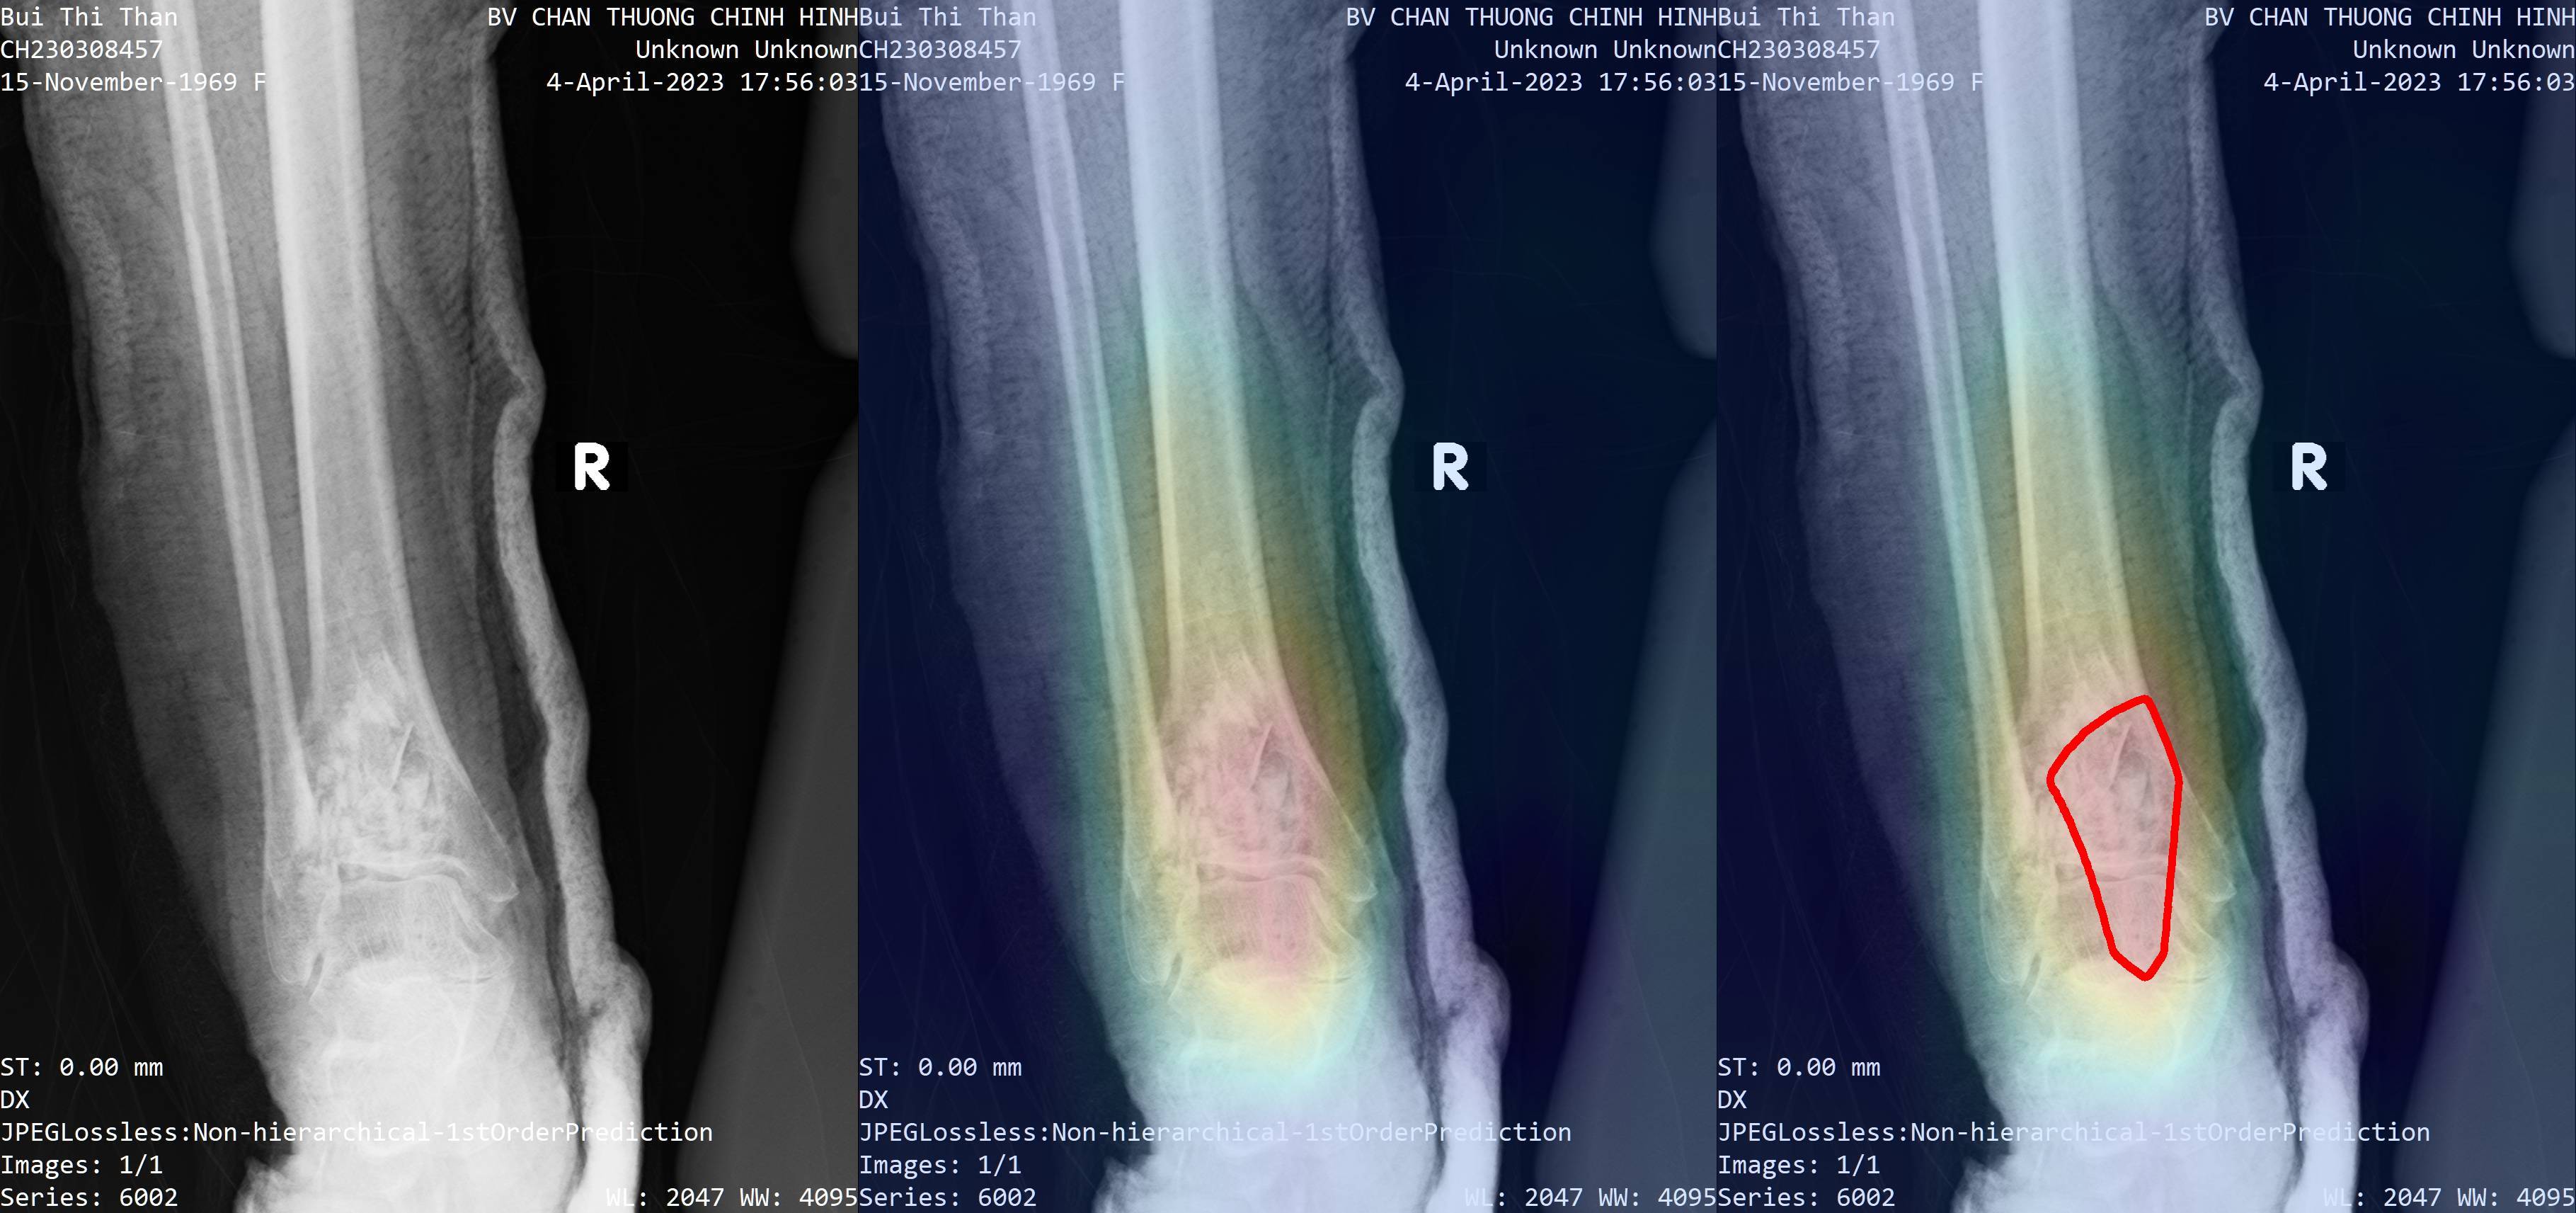 Bui Thi Than
CH230308457
15-November-1969 F
BV CHAN THUONG CHINH HINH
Unknown Unknown
4-April-2023 17:56:03
R
ST: 0.00 mm
DX
JPEGLossless:Non-hierarchical-1stOrderPrediction
Images: 1/1
Series: 6002
WL: 2047 WW: 4095
Bui Thi Than
CH230308457
15-November-1969 F
BV CHAN THUONG CHINH HINH
Unknown Unknown
4-April-2023 17:56:03
R
ST: 0.00 mm
DX
JPEGLossless:Non-hierarchical-1stOrderPrediction
Images: 1/1
Series: 6002
WL: 2047 WW: 4095
Bui Thi Than
CH230308457
15-November-1969 F
BV CHAN THUONG CHINH HINH
Unknown Unknown
4-April-2023 17:56:03
R
ST: 0.00 mm
DX
JPEGLossless:Non-hierarchical-1stOrderPrediction
Images: 1/1
Series: 6002
WL: 2047 WW: 4095